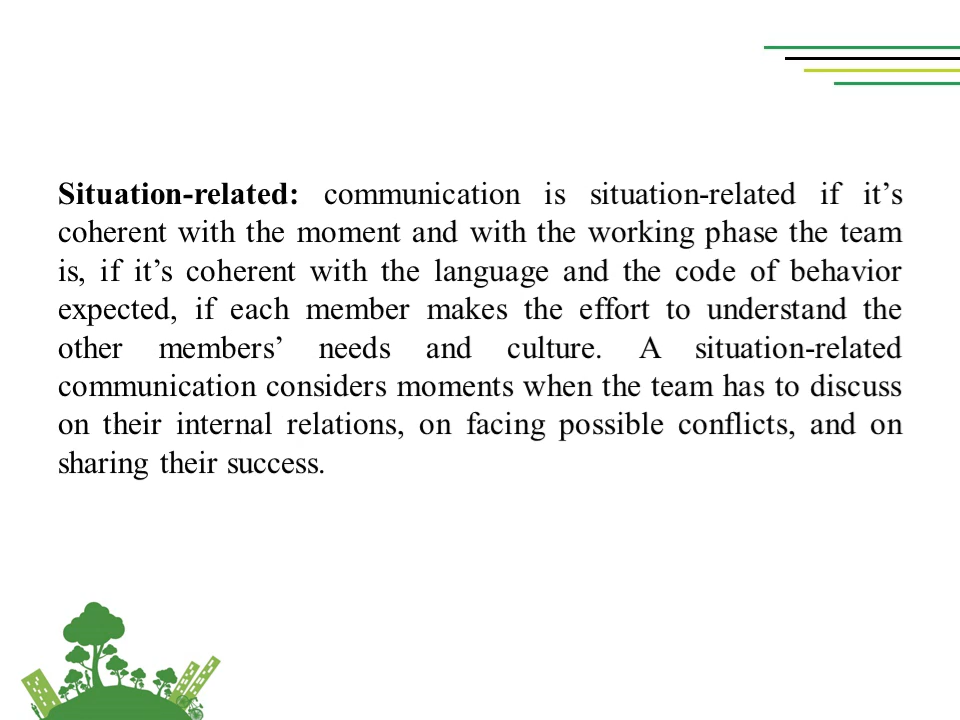 Situation-related: communication is situation-related if it’s
coherent with the moment and with the working phase the team
is, if it’s coherent with the language and the code of behavior
expected, if each member makes the effort to understand the
other members’ needs and culture. A situation-related
communication considers moments when the team has to discuss
on their internal relations, on facing possible conflicts, and on
sharing their success.